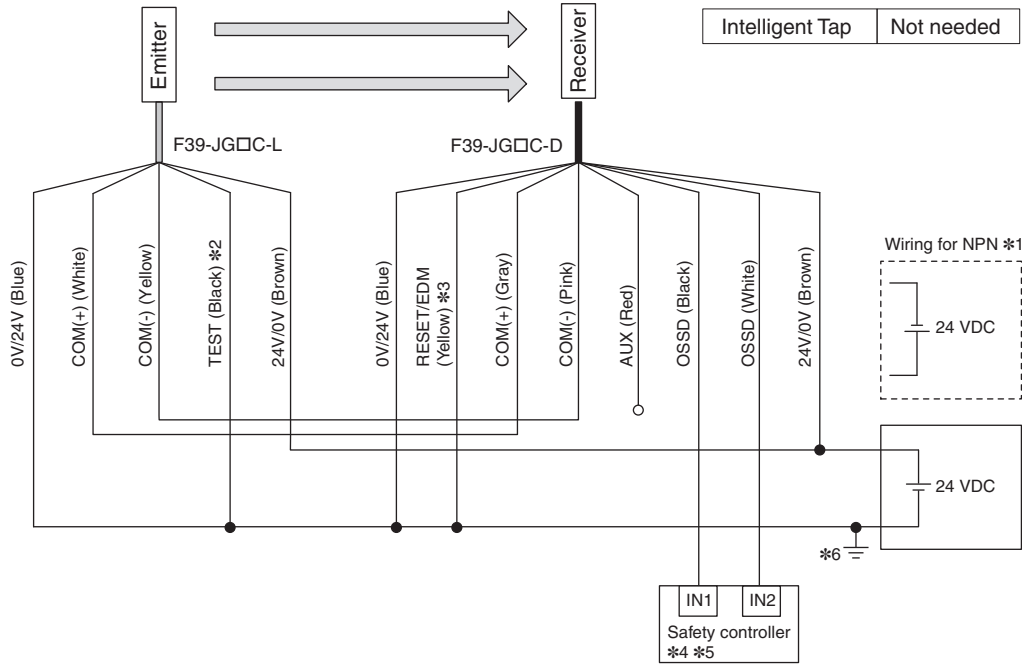 Emitter
Receiver
Intelligent Tap
Not needed
F39-JG□C-L
F39-JG□C-D
0V/24V (Blue)
COM(+) (White)
COM(-) (Yellow)
TEST (Black) ✻2
24V/0V (Brown)
0V/24V (Blue)
RESET/EDM
(Yellow) ✻3
COM(+) (Gray)
COM(-) (Pink)
AUX (Red)
OSSD (Black)
OSSD (White)
24V/0V (Brown)
Wiring for NPN ✻1
24 VDC
24 VDC
✻6
IN1
IN2
Safety controller
✻4 ✻5